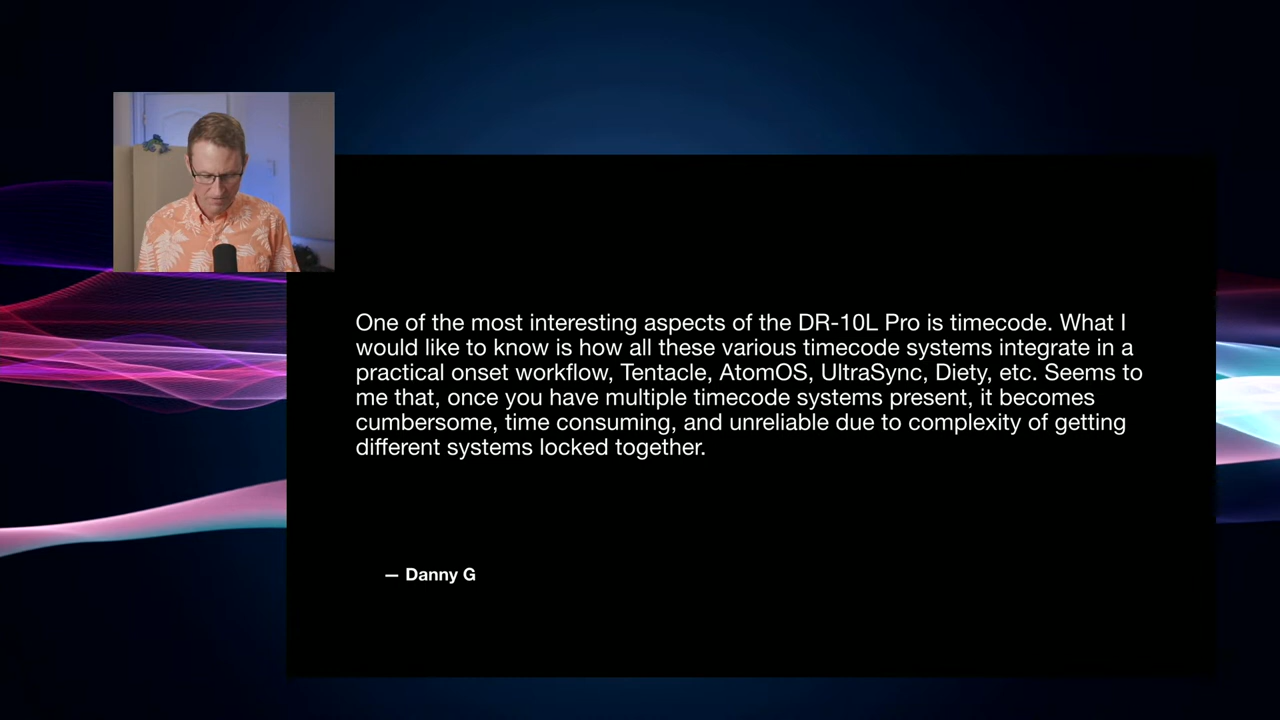 One of the most interesting aspects of the DR-10L Pro is timecode. What I
would like to know is how all these various timecode systems integrate in a
practical onset workflow, Tentacle, AtomOS, UltraSync, Diety, etc. Seems to
me that, once you have multiple timecode systems present, it becomes
cumbersome, time consuming, and unreliable due to complexity of getting
different systems locked together.
— Danny G